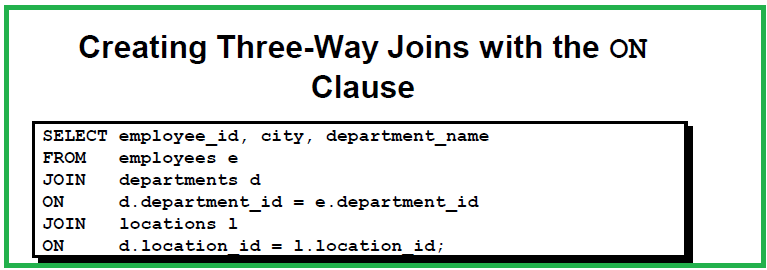 Creating Three-Way Joins with the ON
Clause
SELECT employee_id, city, department_name
FROM employees e
JOIN departments d
ON d.department_id = e.department_id
JOIN locations l
ON d.location_id = l.location_id;